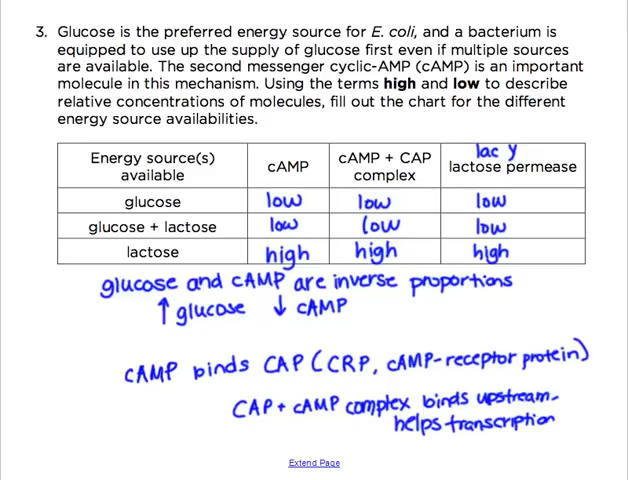 3. Glucose is the preferred energy source for E. coli, and a bacterium is
equipped to use up the supply of glucose first even if multiple sources
are available. The second messenger cyclic-AMP (cAMP) is an important
molecule in this mechanism. Using the terms high and low to describe
relative concentrations of molecules, fill out the chart for the different
energy source availabilities.
Energy source(s) available cAMP cAMP + CAP complex lac Y lactose permease
glucose low low low
glucose + lactose low low low
lactose high high high
glucose and cAMP are inverse proportions
↑ glucose ↓ cAMP
cAMP binds CAP (CRP, cAMP-receptor protein)
CAP + cAMP complex binds upstream-
helps transcription
Extend Page